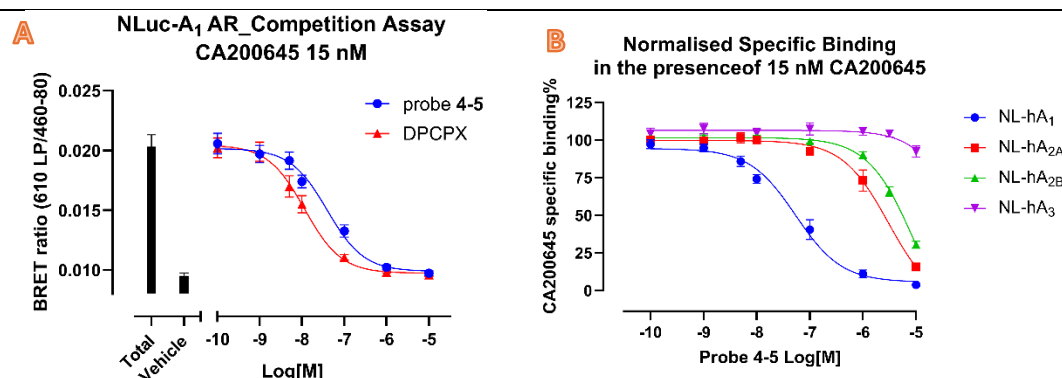 A
NLuc-A1 AR_Competition Assay
CA200645 15 nM
BRET ratio (610 LP/460-80)
0.025
0.020
0.015
0.010
probe 4-5
DPCPX
Total
Vehicle
-10 -9 -8 -7 -6 -5
Log[M]
B
Normalised Specific Binding
in the presenceof 15 nM CA200645
CA200645 specific binding%
125
100
75
50
25
0
NL-hA1
NL-hA2A
NL-hA2B
NL-hA3
-10 -9 -8 -7 -6 -5
Probe 4-5 Log[M]